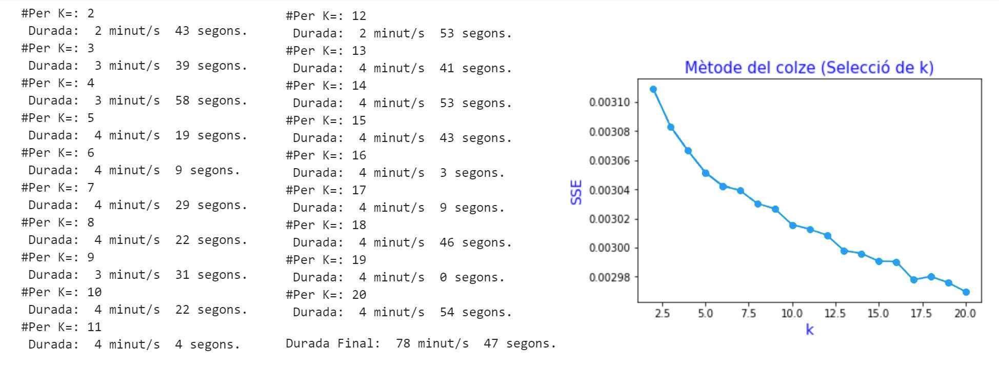 #Per K=: 2
Durada: 2 minut/s 43 segons.
#Per K=: 3
Durada: 3 minut/s 39 segons.
#Per K=: 4
Durada: 3 minut/s 58 segons.
#Per K=: 5
Durada: 4 minut/s 19 segons.
#Per K=: 6
Durada: 4 minut/s 9 segons.
#Per K=: 7
Durada: 4 minut/s 29 segons.
#Per K=: 8
Durada: 4 minut/s 22 segons.
#Per K=: 9
Durada: 3 minut/s 31 segons.
#Per K=: 10
Durada: 4 minut/s 22 segons.
#Per K=: 11
Durada: 4 minut/s 4 segons.
#Per K=: 12
Durada: 2 minut/s 53 segons.
#Per K=: 13
Durada: 4 minut/s 41 segons.
#Per K=: 14
Durada: 4 minut/s 53 segons.
#Per K=: 15
Durada: 4 minut/s 43 segons.
#Per K=: 16
Durada: 4 minut/s 3 segons.
#Per K=: 17
Durada: 4 minut/s 9 segons.
#Per K=: 18
Durada: 4 minut/s 46 segons.
#Per K=: 19
Durada: 4 minut/s 0 segons.
#Per K=: 20
Durada: 4 minut/s 54 segons.
Durada Final: 78 minut/s 47 segons.
Mètode del colze (Selecció de k)
SSE
0.00310
0.00308
0.00306
0.00304
0.00302
0.00300
0.00298
2.5 5.0 7.5 10.0 12.5 15.0 17.5 20.0
k